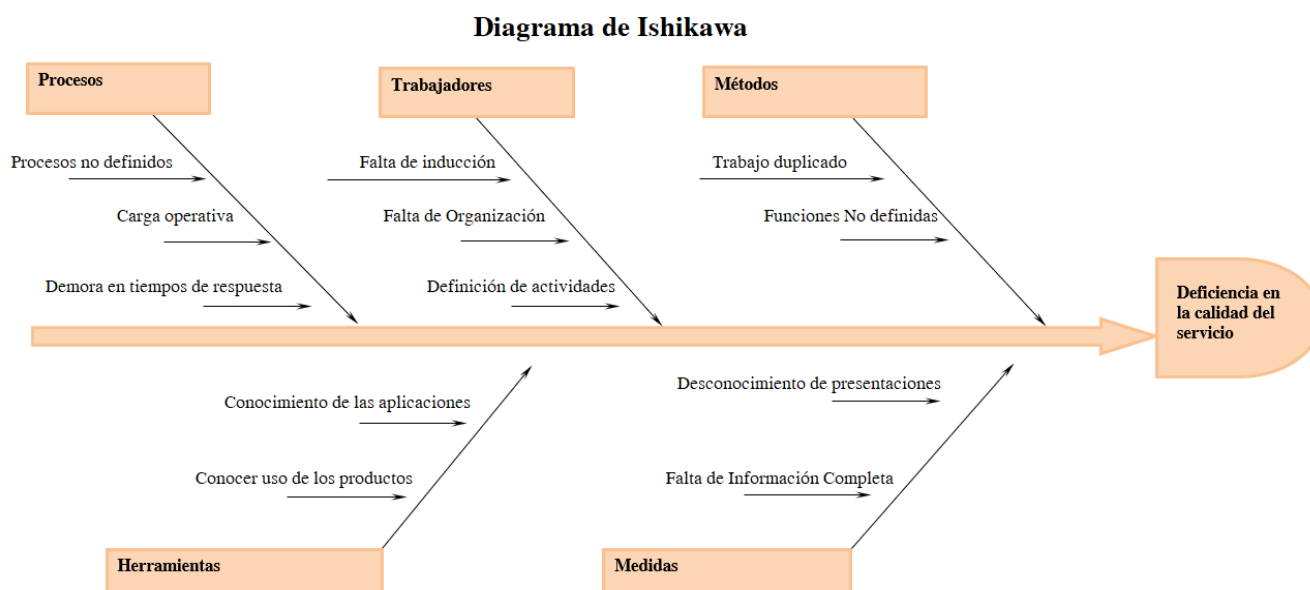 Diagrama de Ishikawa
Procesos
Trabajadores
Métodos
Procesos no definidos
Falta de inducción
Trabajo duplicado
Carga operativa
Falta de Organización
Funciones No definidas
Demora en tiempos de respuesta
Definición de actividades
Deficiencia en
la calidad del
servicio
Desconocimiento de presentaciones
Conocimiento de las aplicaciones
Conocer uso de los productos
Falta de Información Completa
Herramientas
Medidas